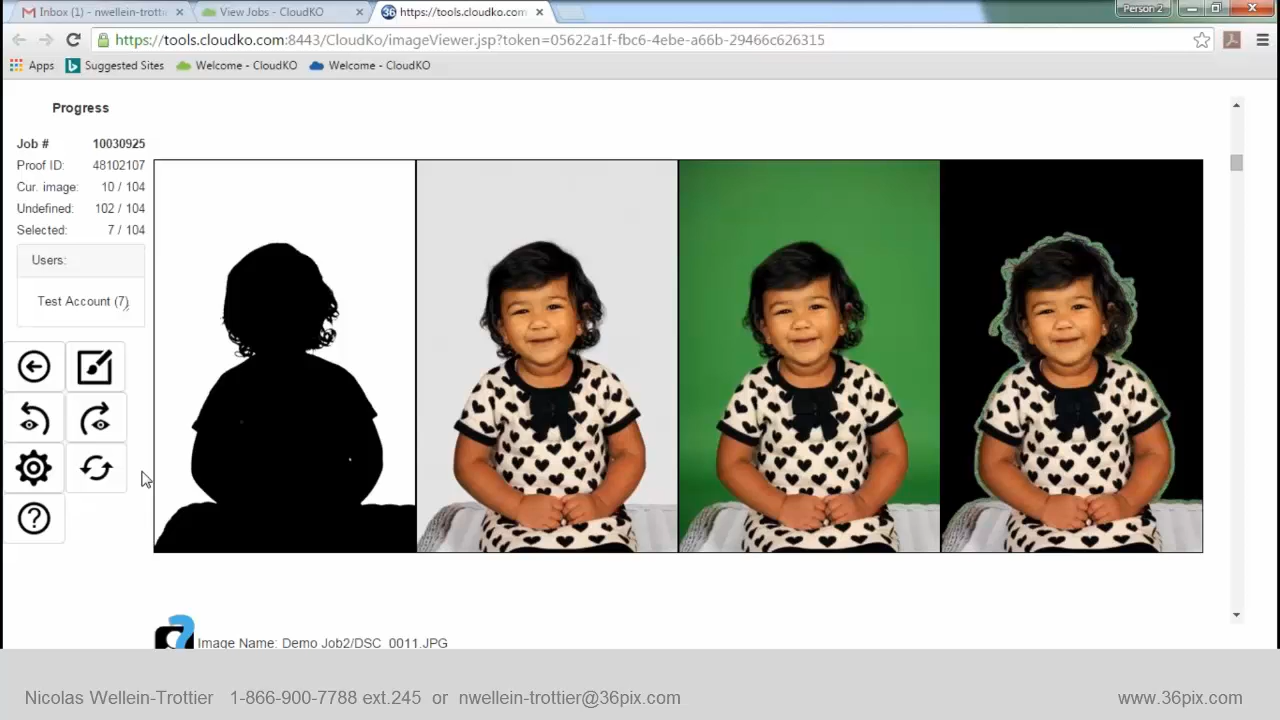 Inbox (1) - nwellein-trotti
View Jobs - CloudKO
36 https://tools.cloudko.com
Person 2
https://tools.cloudko.com:8443/CloudKo/imageViewer.jsp?token=05622a1f-fbc6-4ebe-a66b-29466c626315
Apps
Suggested Sites
Welcome - CloudKO
Welcome - CloudKO
Progress
Job # 10030925
Proof ID: 48102107
Cur. image: 10 / 104
Undefined: 102 / 104
Selected: 7 / 104
Users:
Test Account (7)
Image Name: Demo Job2/DSC_0011.JPG
Nicolas Wellein-Trottier 1-866-900-7788 ext.245 or nwellein-trottier@36pix.com
www.36pix.com